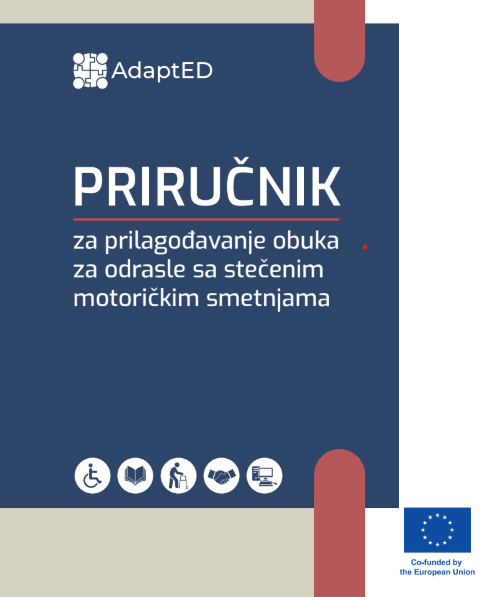 AdaptED
PRIRUČNIK
za prilagođavanje obuka
za odrasle sa stečenim
motoričkim smetnjama
Co-funded by
the European Union